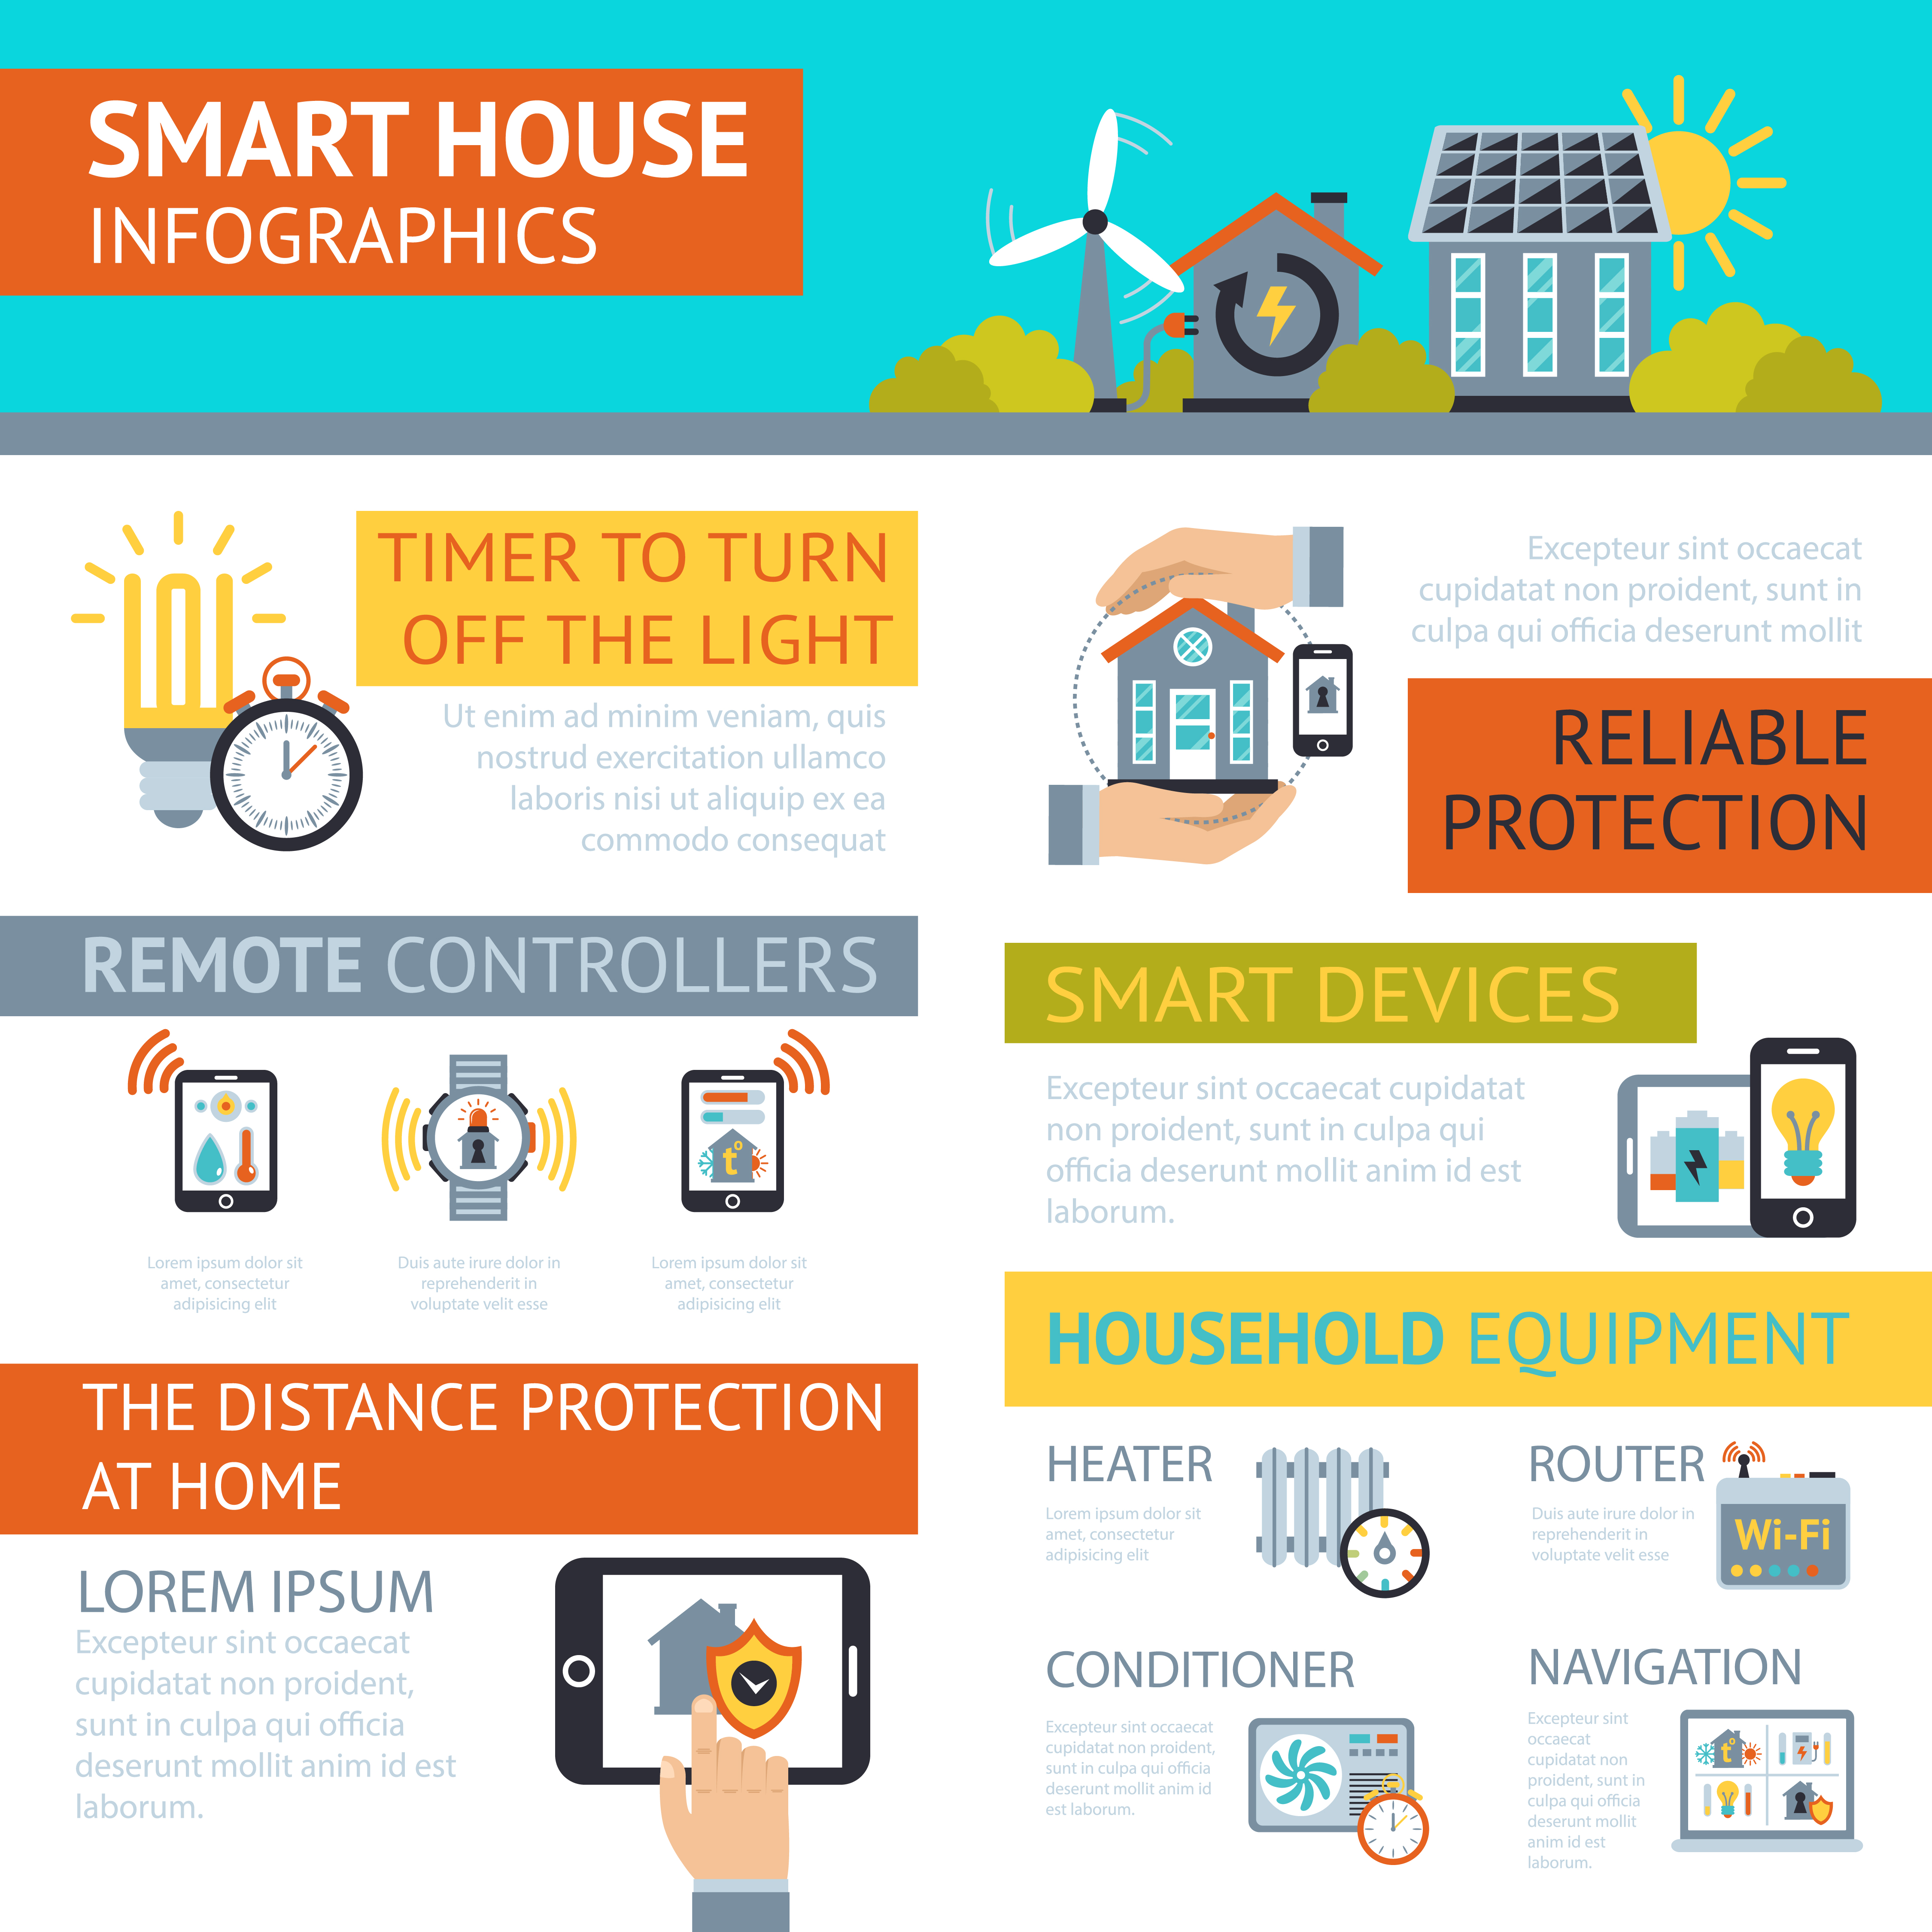 SMART HOUSE
INFOGRAPHICS
TIMER TO TURN
OFF THE LIGHT
Ut enim ad minim veniam, quis
nostrud exercitation ullamco
laboris nisi ut aliquip ex ea
commodo consequat
Excepteur sint occaecat
cupidatat non proident, sunt in
culpa qui officia deserunt mollit
RELIABLE
PROTECTION
REMOTE CONTROLLERS
t°
Lorem ipsum dolor sit
amet, consectetur
adipisicing elit
Duis aute irure dolor in
reprehenderit in
voluptate velit esse
Lorem ipsum dolor sit
amet, consectetur
adipisicing elit
SMART DEVICES
Excepteur sint occaecat cupidatat
non proident, sunt in culpa qui
officia deserunt mollit anim id est
laborum.
THE DISTANCE PROTECTION
AT HOME
LOREM IPSUM
Excepteur sint occaecat
cupidatat non proident,
sunt in culpa qui officia
deserunt mollit anim id est
laborum.
HOUSEHOLD EQUIPMENT
HEATER
Lorem ipsum dolor sit
amet, consectetur
adipisicing elit
ROUTER
Duis aute irure dolor in
reprehenderit in
voluptate velit esse
Wi-Fi
CONDITIONER
Excepteur sint occaecat
cupidatat non proident,
sunt in culpa qui officia
deserunt mollit anim id
est laborum.
NAVIGATION
Excepteur sint
occaecat
cupidatat non
proident, sunt in
culpa qui officia
deserunt mollit
anim id est
laborum.
t°